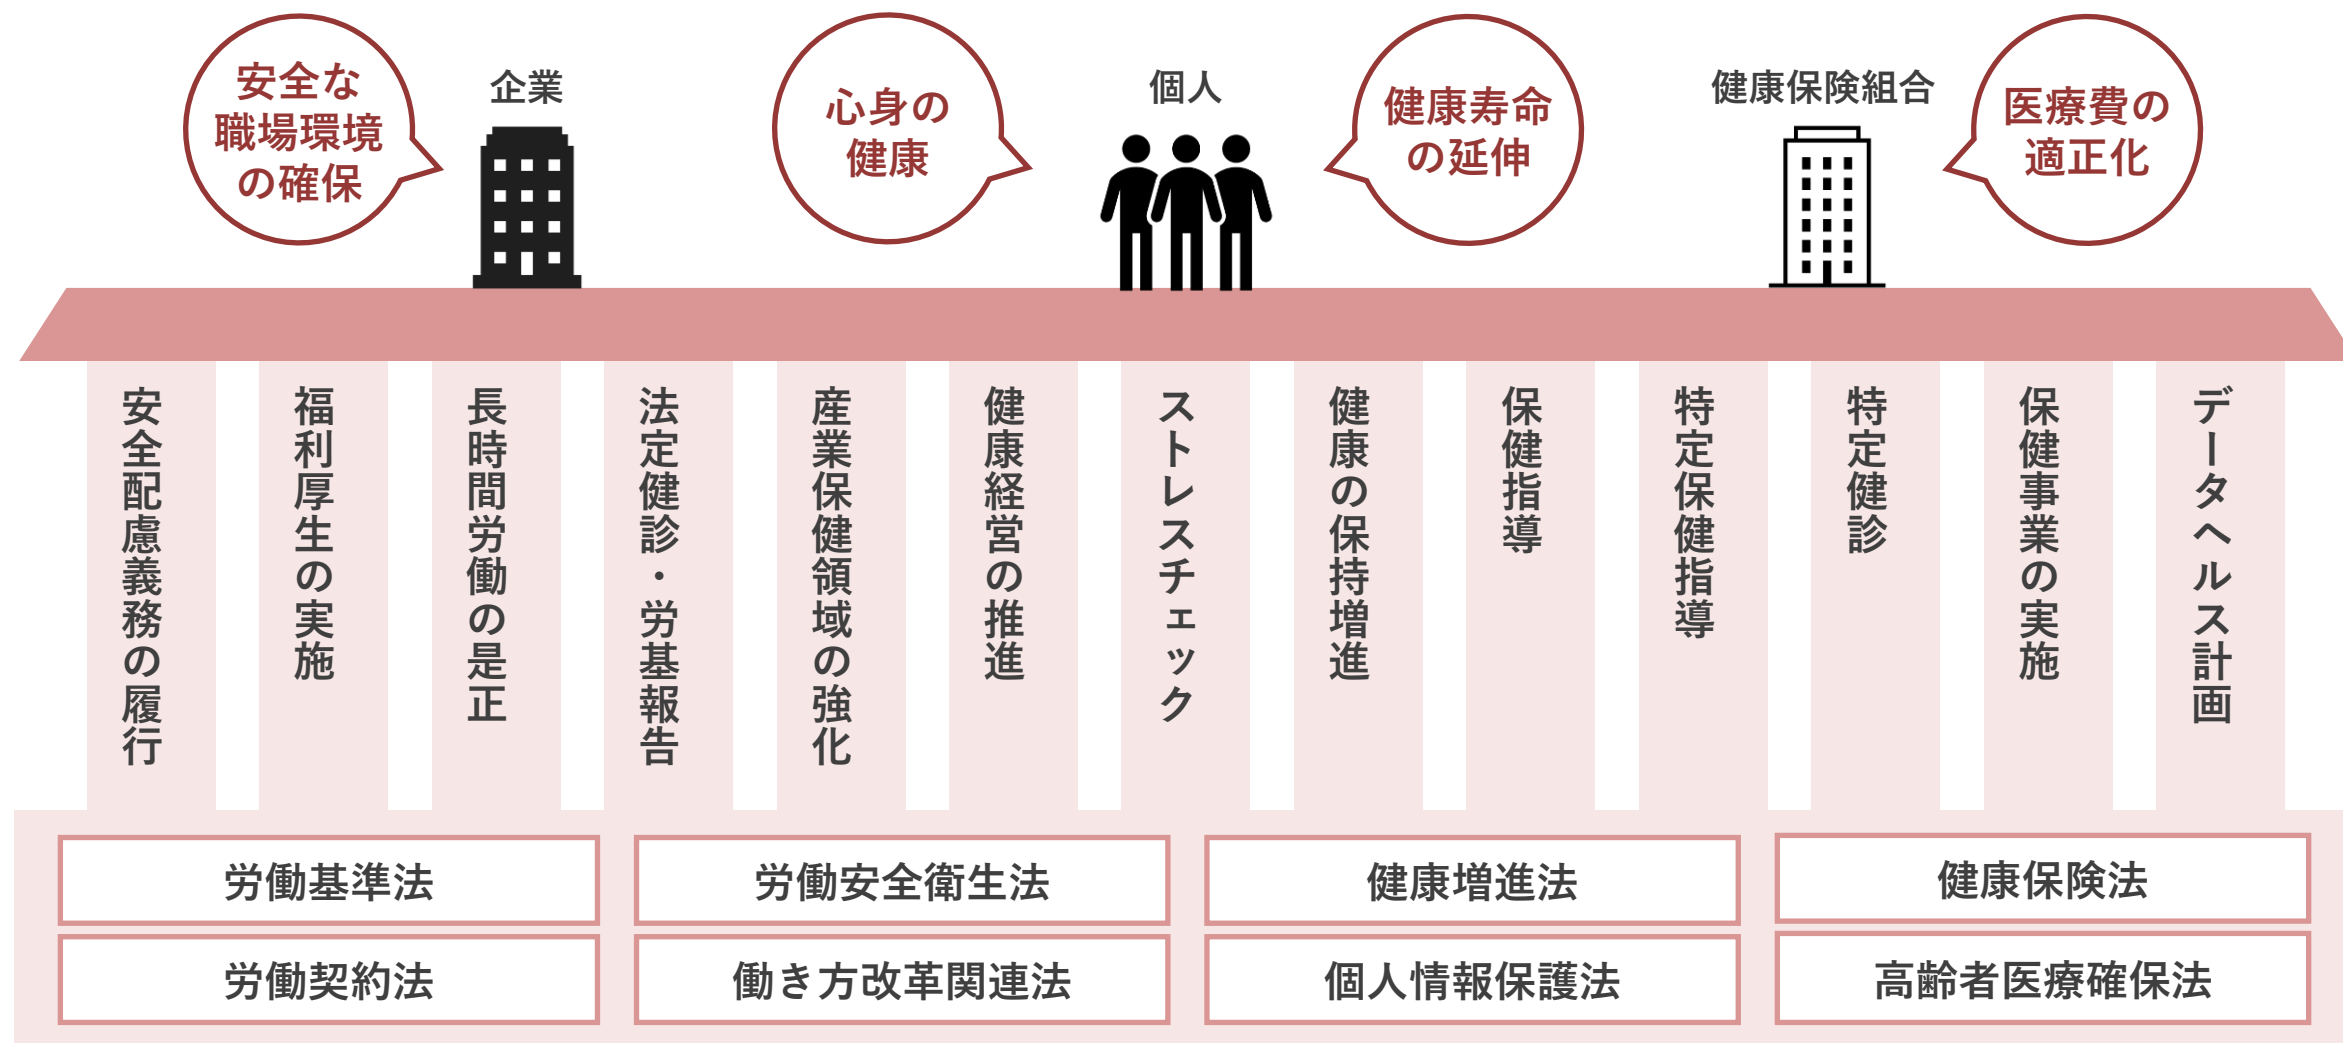 安全な
職場環境
の確保
企業
心身の
健康
個人
健康寿命
の延伸
健康保険組合
医療費の
適正化
安全配慮義務の履行
福利厚生の実施
長時間労働の是正
法定健診・労基報告
産業保健領域の強化
健康経営の推進
ストレスチェック
健康の保持増進
保健指導
特定保健指導
特定健診
保健事業の実施
データヘルス計画
労働基準法
労働安全衛生法
健康増進法
健康保険法
労働契約法
働き方改革関連法
個人情報保護法
高齢者医療確保法